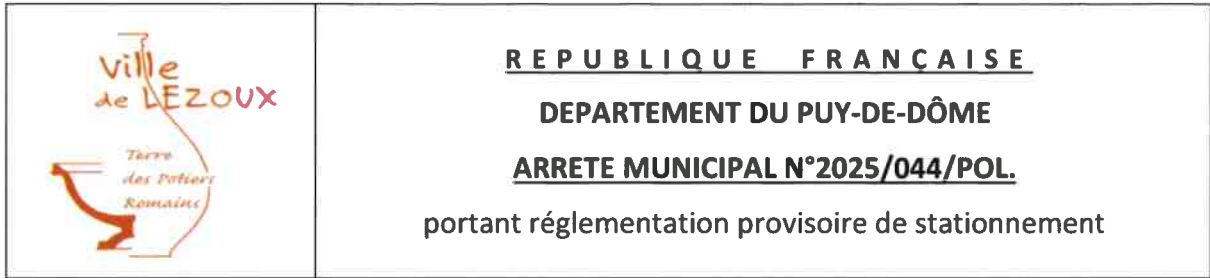 Ville
de LEZOUX
Terre
des Potiers
Romains
REPUBLIQUE FRANÇAISE
DEPARTEMENT DU PUY-DE-DÔME
ARRETE MUNICIPAL N°2025/044/POL.
portant réglementation provisoire de stationnement